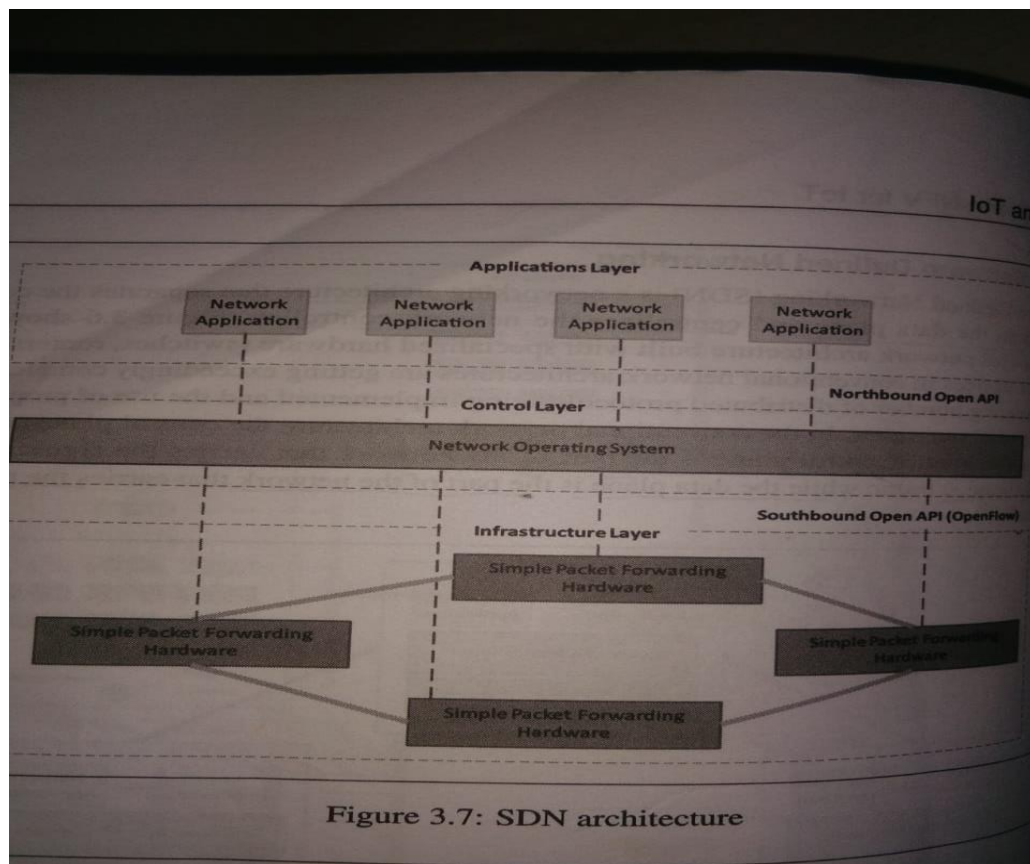 IoT
Applications Layer
Network
Application
Network
Application
Network
Application
Network
Application
Northbound Open API
Control Layer
Network Operating System
Southbound Open API (OpenFlow)
Infrastructure Layer
Simple Packet Forwarding
Hardware
Simple Packet Forwarding
Hardware
Simple Packet Forwarding
Hardware
Simple Packet Forwarding
Hardware
Figure 3.7: SDN architecture